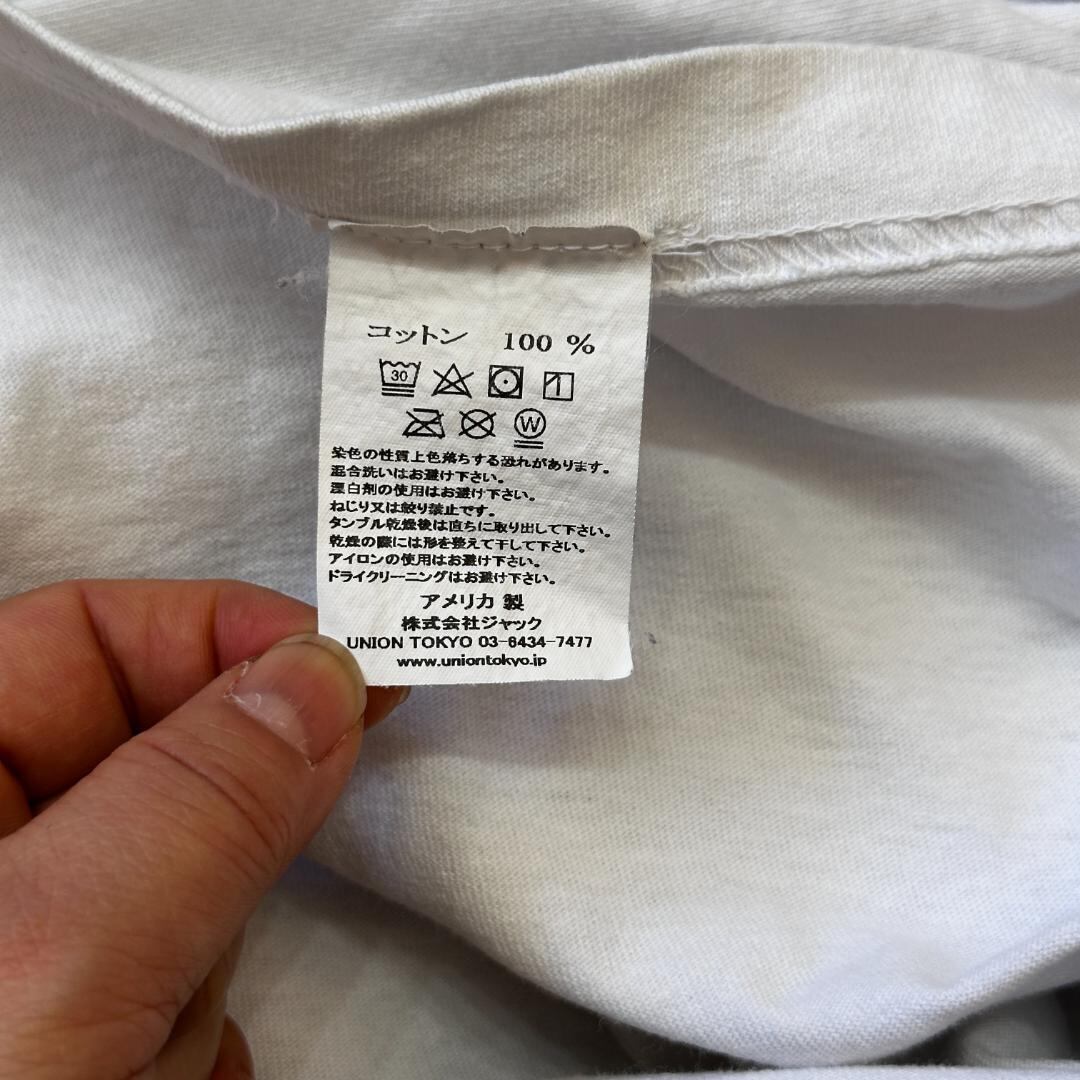 コットン 100 %
30
1
W
染色の性質上色落ちする恐れがあります。
混合洗いはお避け下さい。
漂白剤の使用はお避け下さい。
ねじり又は絞り禁止です。
タンブル乾燥後は直ちに取り出して下さい。
乾燥の際には形を整えて干して下さい。
アイロンの使用はお避け下さい。
ドライクリーニングはお避け下さい。
アメリカ 製
株式会社ジャック
UNION TOKYO 03-6434-7477
www.uniontokyo.jp